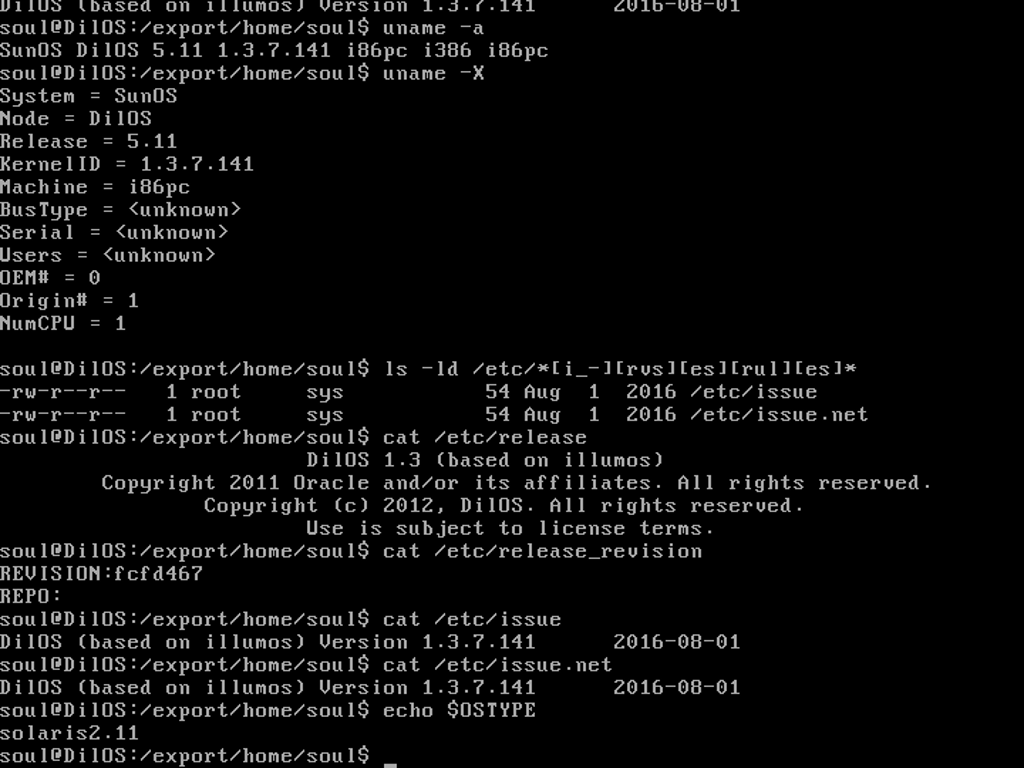 DilOS (based on illumos) Version 1.3.7.141      2016-08-01
soul@DilOS:/export/home/soul$ uname -a
SunOS DilOS 5.11 1.3.7.141 i86pc i386 i86pc
soul@DilOS:/export/home/soul$ uname -X
System = SunOS
Node = DilOS
Release = 5.11
KernelID = 1.3.7.141
Machine = i86pc
BusType = <unknown>
Serial = <unknown>
Users = <unknown>
OEM# = 0
Origin# = 1
NumCPU = 1
soul@DilOS:/export/home/soul$ ls -ld /etc/*[i_-][rvs][es][rul][es]*
-rw-r--r--   1 root     sys           54 Aug  1  2016 /etc/issue
-rw-r--r--   1 root     sys           54 Aug  1  2016 /etc/issue.net
soul@DilOS:/export/home/soul$ cat /etc/release
                        DilOS 1.3 (based on illumos)
        Copyright 2011 Oracle and/or its affiliates. All rights reserved.
                Copyright (c) 2012, DilOS. All rights reserved.
                        Use is subject to license terms.
soul@DilOS:/export/home/soul$ cat /etc/release_revision
REVISION:fcfd467
REPO:
soul@DilOS:/export/home/soul$ cat /etc/issue
DilOS (based on illumos) Version 1.3.7.141      2016-08-01
soul@DilOS:/export/home/soul$ cat /etc/issue.net
DilOS (based on illumos) Version 1.3.7.141      2016-08-01
soul@DilOS:/export/home/soul$ echo $OSTYPE
solaris2.11
soul@DilOS:/export/home/soul$ _